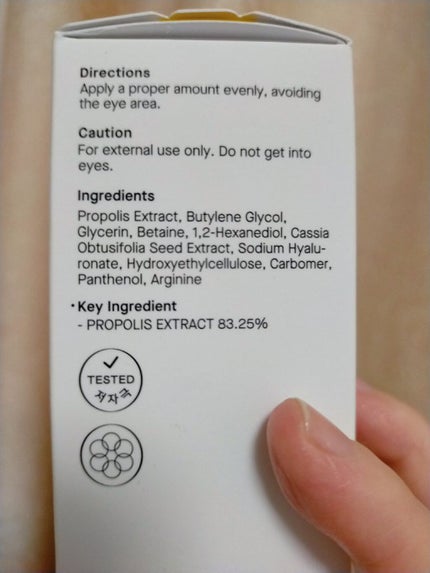 Directions
Apply a proper amount evenly, avoiding
the eye area.
Caution
For external use only. Do not get into
eyes.
Ingredients
Propolis Extract, Butylene Glycol,
Glycerin, Betaine, 1,2-Hexanediol, Cassia
Obtusifolia Seed Extract, Sodium Hyalu-
ronate, Hydroxyethylcellulose, Carbomer,
Panthenol, Arginine
·Key Ingredient
- PROPOLIS EXTRACT 83.25%
TESTED
저자극